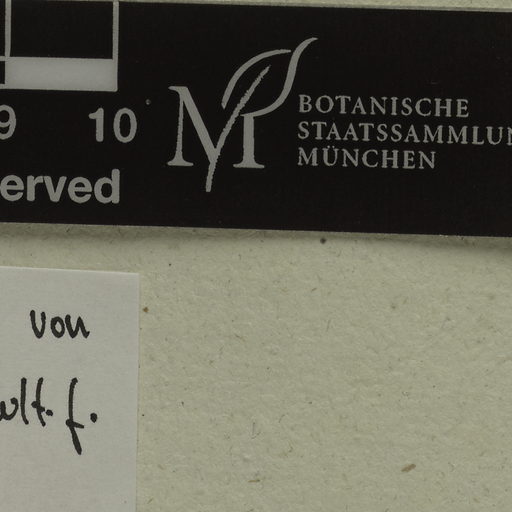 9 10
erved
BOTANISCHE
STAATSSAMMLUN
MÜNCHEN
von
ult. f.